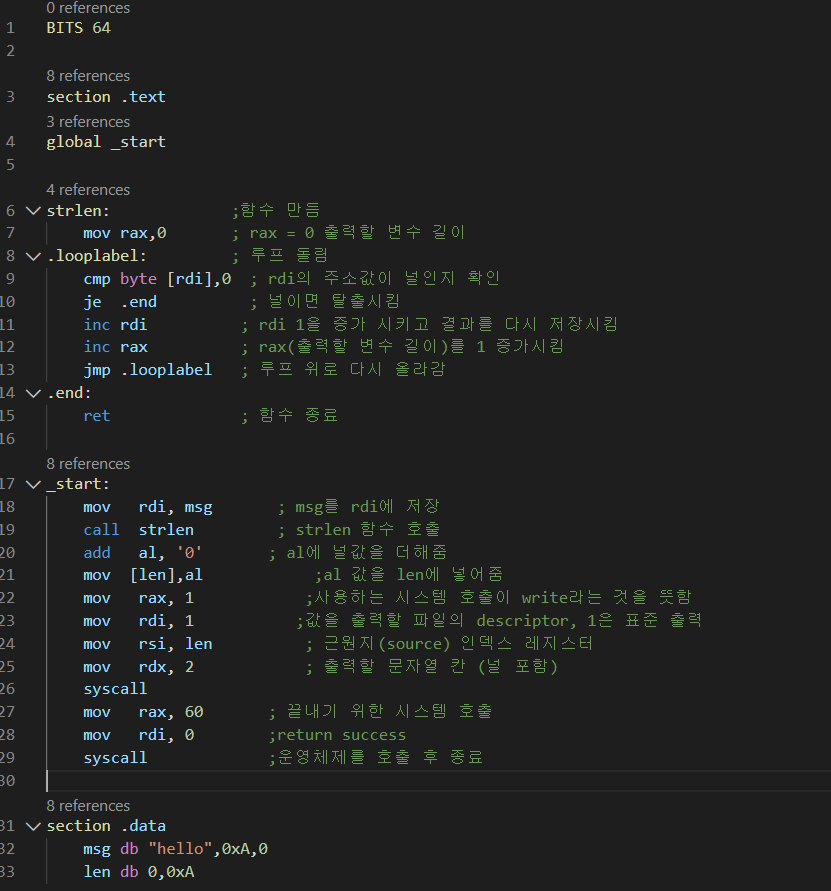 0 references
1 BITS 64
2
8 references
3 section .text
3 references
4 global _start
5
4 references
6 strlen: ;함수 만듬
7 mov rax,0 ; rax = 0 출력할 변수 길이
8 .looplabel: ; 루프 돌림
9 cmp byte [rdi],0 ; rdi의 주소값이 널인지 확인
10 je .end ; 널이면 탈출시킴
11 inc rdi ; rdi 1을 증가 시키고 결과를 다시 저장시킴
12 inc rax ; rax(출력할 변수 길이)를 1 증가시킴
13 jmp .looplabel ; 루프 위로 다시 올라감
14 .end:
15 ret ; 함수 종료
16
8 references
17 _start:
18 mov rdi, msg ; msg를 rdi에 저장
19 call strlen ; strlen 함수 호출
20 add al, '0' ; al에 널값을 더해줌
21 mov [len],al ;al 값을 len에 넣어줌
22 mov rax, 1 ;사용하는 시스템 호출이 write라는 것을 뜻함
23 mov rdi, 1 ;값을 출력할 파일의 descriptor, 1은 표준 출력
24 mov rsi, len ; 근원지(source) 인덱스 레지스터
25 mov rdx, 2 ; 출력할 문자열 칸 (널 포함)
26 syscall
27 mov rax, 60 ; 끝내기 위한 시스템 호출
28 mov rdi, 0 ;return success
29 syscall ;운영체제를 호출 후 종료
30
8 references
31 section .data
32 msg db "hello",0xA,0
33 len db 0,0xA